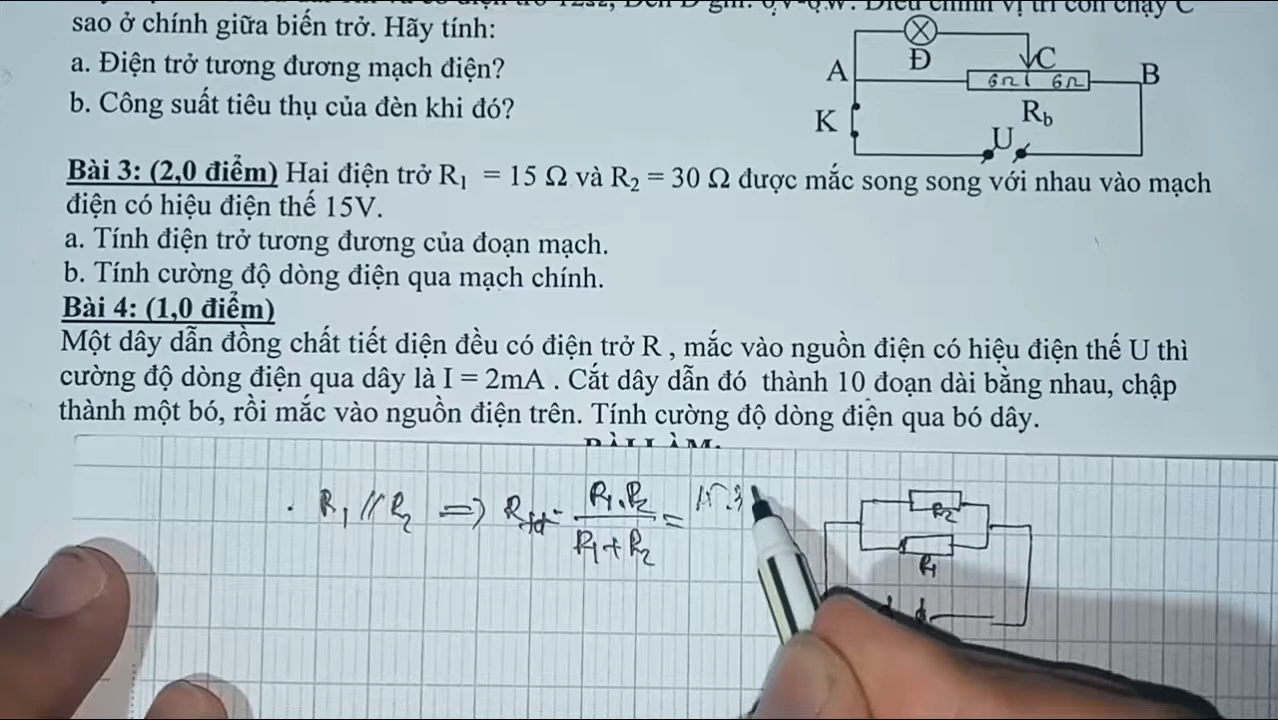 sao ở chính giữa biến trở. Hãy tính:
a. Điện trở tương đương mạch điện?
b. Công suất tiêu thụ của đèn khi đó?
Đ
C
A
6Ω 6Ω
B
K
R_b
U
Bài 3: (2,0 điểm) Hai điện trở R₁ = 15 Ω và R₂ = 30 Ω được mắc song song với nhau vào mạch
điện có hiệu điện thế 15V.
a. Tính điện trở tương đương của đoạn mạch.
b. Tính cường độ dòng điện qua mạch chính.
Bài 4: (1,0 điểm)
Một dây dẫn đồng chất tiết diện đều có điện trở R , mắc vào nguồn điện có hiệu điện thế U thì
cường độ dòng điện qua dây là I = 2mA . Cắt dây dẫn đó thành 10 đoạn dài bằng nhau, chập
thành một bó, rồi mắc vào nguồn điện trên. Tính cường độ dòng điện qua bó dây.
BÀI LÀM:
. R₁ // R₂ => R_tđ = R₁.R₂ / R₁+R₂ = 15.3
R₂
R₁